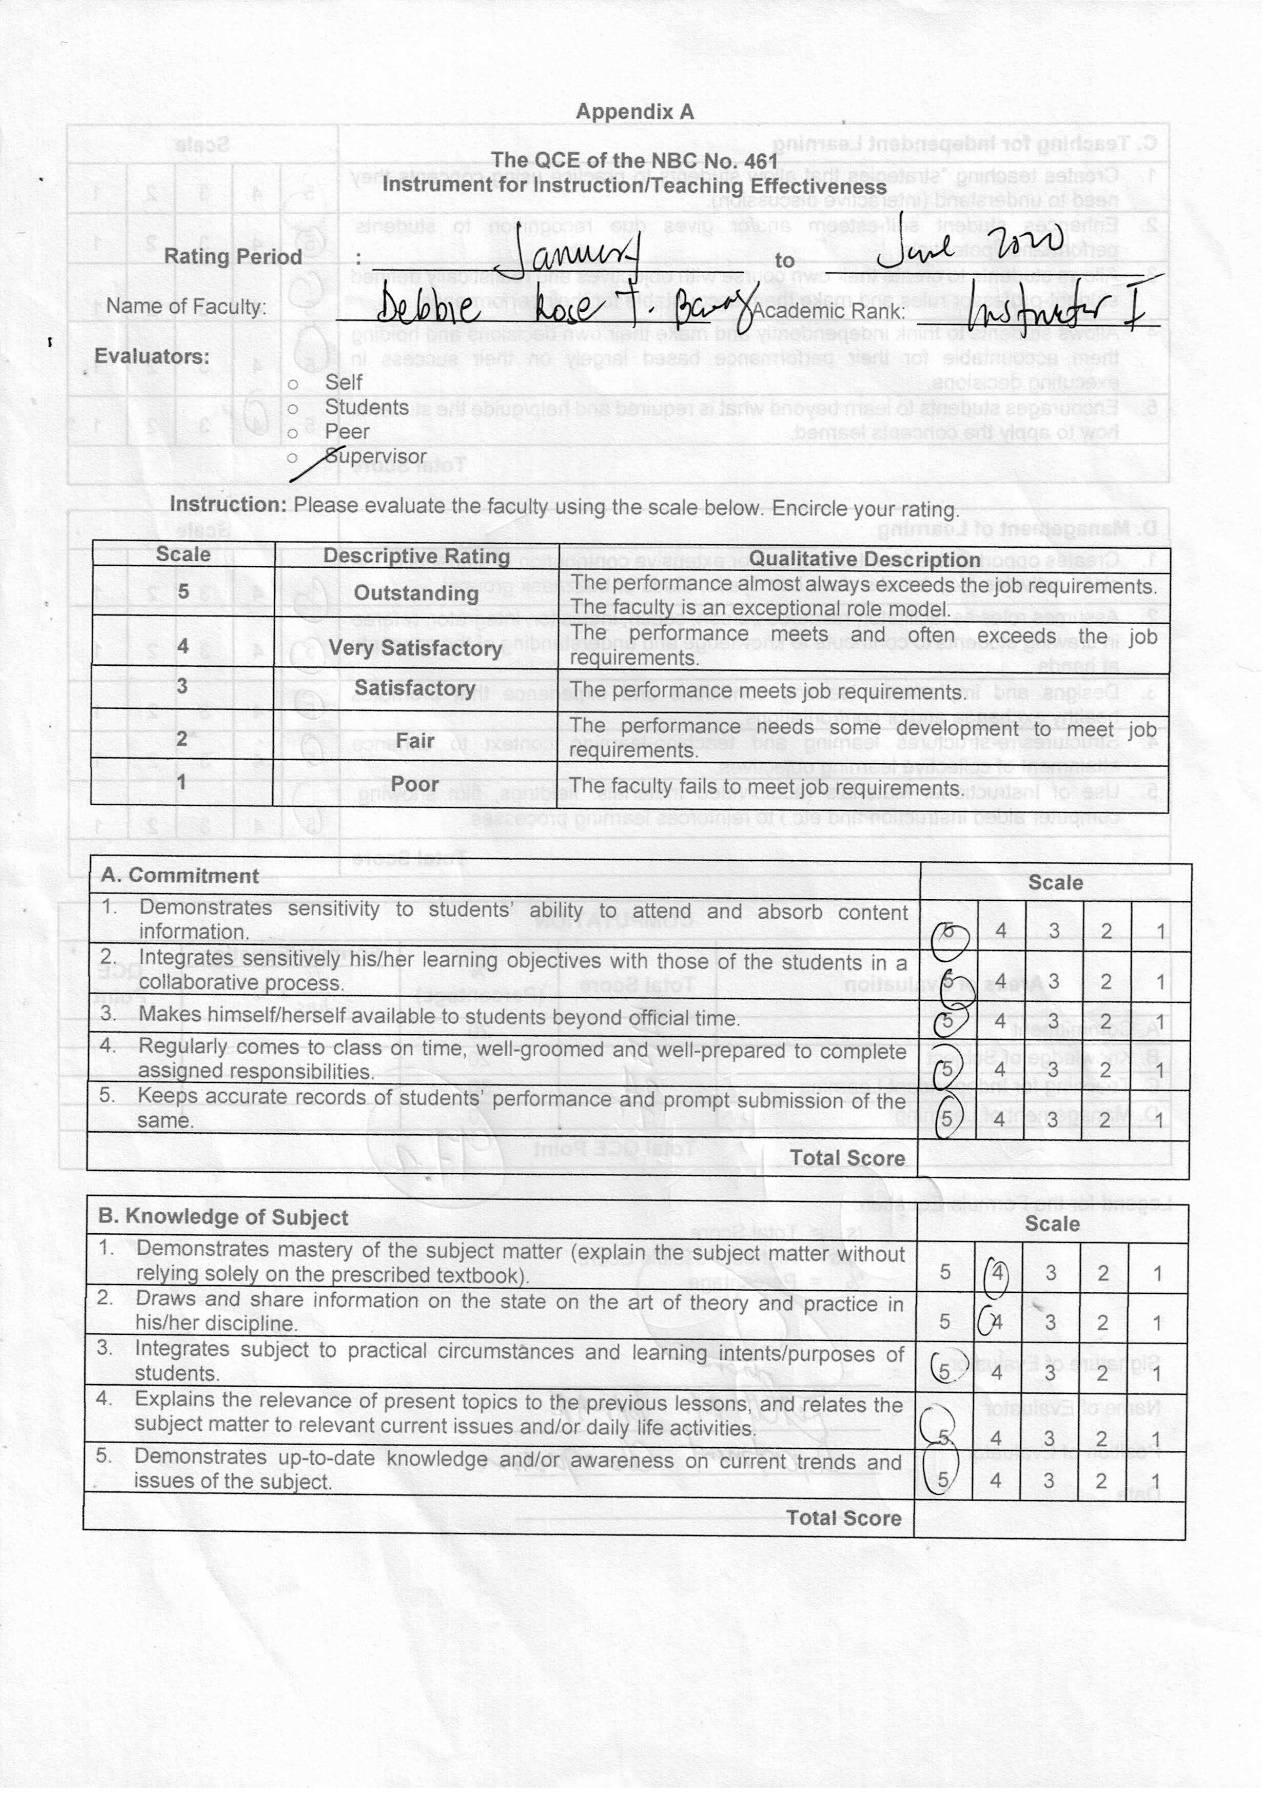 Appendix A
The QCE of the NBC No. 461
Instrument for Instruction/Teaching Effectiveness
Rating Period : January to June 2020
Name of Faculty: Debbie Rose T. Academic Rank: Instructor I
Evaluators:
o Self
o Students
o Peer
o Supervisor
Instruction: Please evaluate the faculty using the scale below. Encircle your rating.
Scale Descriptive Rating Qualitative Description
5 Outstanding The performance almost always exceeds the job requirements.
The faculty is an exceptional role model.
4 Very Satisfactory The performance meets and often exceeds the job
requirements.
3 Satisfactory The performance meets job requirements.
2 Fair The performance needs some development to meet job
requirements.
1 Poor The faculty fails to meet job requirements.
A. Commitment Scale
1. Demonstrates sensitivity to students' ability to attend and absorb content
information. 5 4 3 2 1
2. Integrates sensitively his/her learning objectives with those of the students in a
collaborative process. 5 4 3 2 1
3. Makes himself/herself available to students beyond official time. 5 4 3 2 1
4. Regularly comes to class on time, well-groomed and well-prepared to complete
assigned responsibilities. 5 4 3 2 1
5. Keeps accurate records of students' performance and prompt submission of the
same. 5 4 3 2 1
Total Score
B. Knowledge of Subject Scale
1. Demonstrates mastery of the subject matter (explain the subject matter without
relying solely on the prescribed textbook). 5 4 3 2 1
2. Draws and share information on the state on the art of theory and practice in
his/her discipline. 5 4 3 2 1
3. Integrates subject to practical circumstances and learning intents/purposes of
students. 5 4 3 2 1
4. Explains the relevance of present topics to the previous lessons, and relates the
subject matter to relevant current issues and/or daily life activities. 5 4 3 2 1
5. Demonstrates up-to-date knowledge and/or awareness on current trends and
issues of the subject. 5 4 3 2 1
Total Score